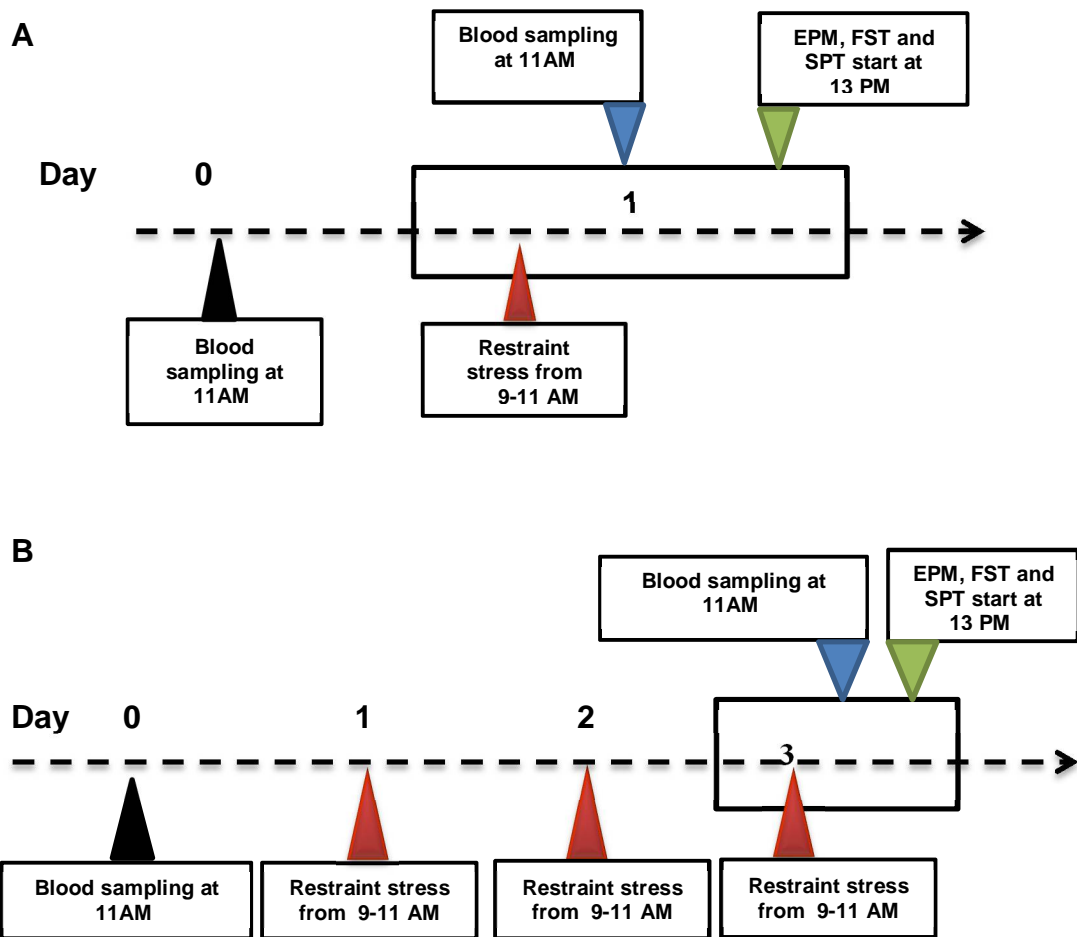 A
Blood sampling
at 11AM
EPM, FST and
SPT start at
13 PM
Day 0
1
Blood
sampling at
11AM
Restraint
stress from
9-11 AM
B
Blood sampling at
11AM
EPM, FST and
SPT start at
13 PM
Day 0 1 2
3
Blood sampling at
11AM
Restraint stress
from 9-11 AM
Restraint stress
from 9-11 AM
Restraint stress
from 9-11 AM